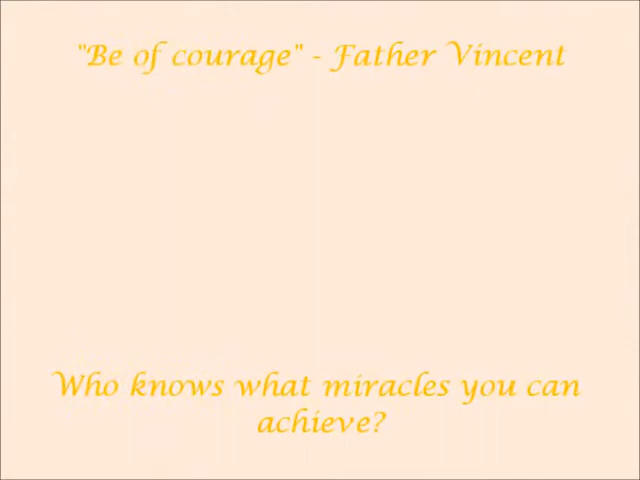 "Be of courage" - Father Vincent
Who knows what miracles you can
achieve?